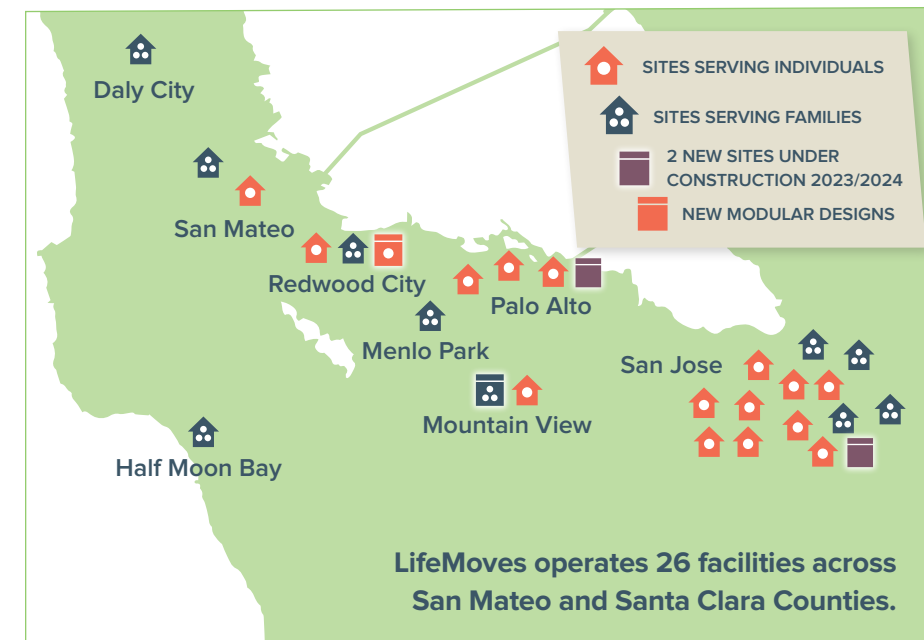 SITES SERVING INDIVIDUALS
SITES SERVING FAMILIES
2 NEW SITES UNDER
CONSTRUCTION 2023/2024
NEW MODULAR DESIGNS
Daly City
San Mateo
Redwood City
Palo Alto
Menlo Park
San Jose
Mountain View
Half Moon Bay
LifeMoves operates 26 facilities across
San Mateo and Santa Clara Counties.